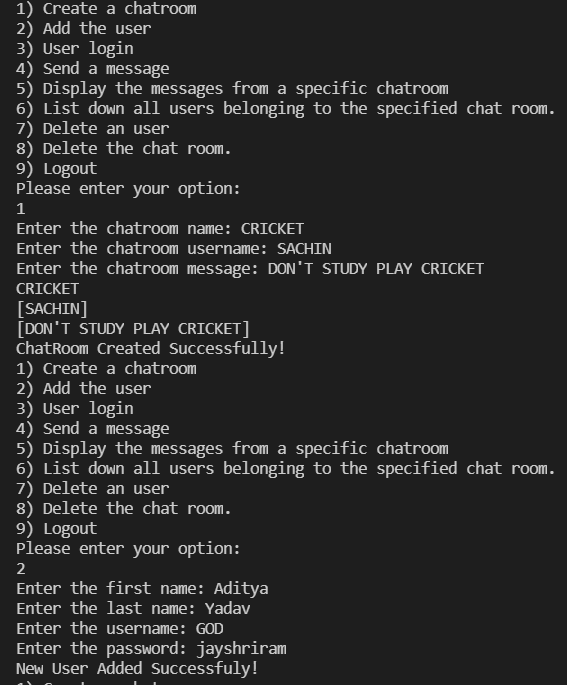 1) Create a chatroom
2) Add the user
3) User login
4) Send a message
5) Display the messages from a specific chatroom
6) List down all users belonging to the specified chat room.
7) Delete an user
8) Delete the chat room.
9) Logout
Please enter your option:
1
Enter the chatroom name: CRICKET
Enter the chatroom username: SACHIN
Enter the chatroom message: DON'T STUDY PLAY CRICKET
CRICKET
[SACHIN]
[DON'T STUDY PLAY CRICKET]
ChatRoom Created Successfully!
1) Create a chatroom
2) Add the user
3) User login
4) Send a message
5) Display the messages from a specific chatroom
6) List down all users belonging to the specified chat room.
7) Delete an user
8) Delete the chat room.
9) Logout
Please enter your option:
2
Enter the first name: Aditya
Enter the last name: Yadav
Enter the username: GOD
Enter the password: jayshriram
New User Added Successfuly!